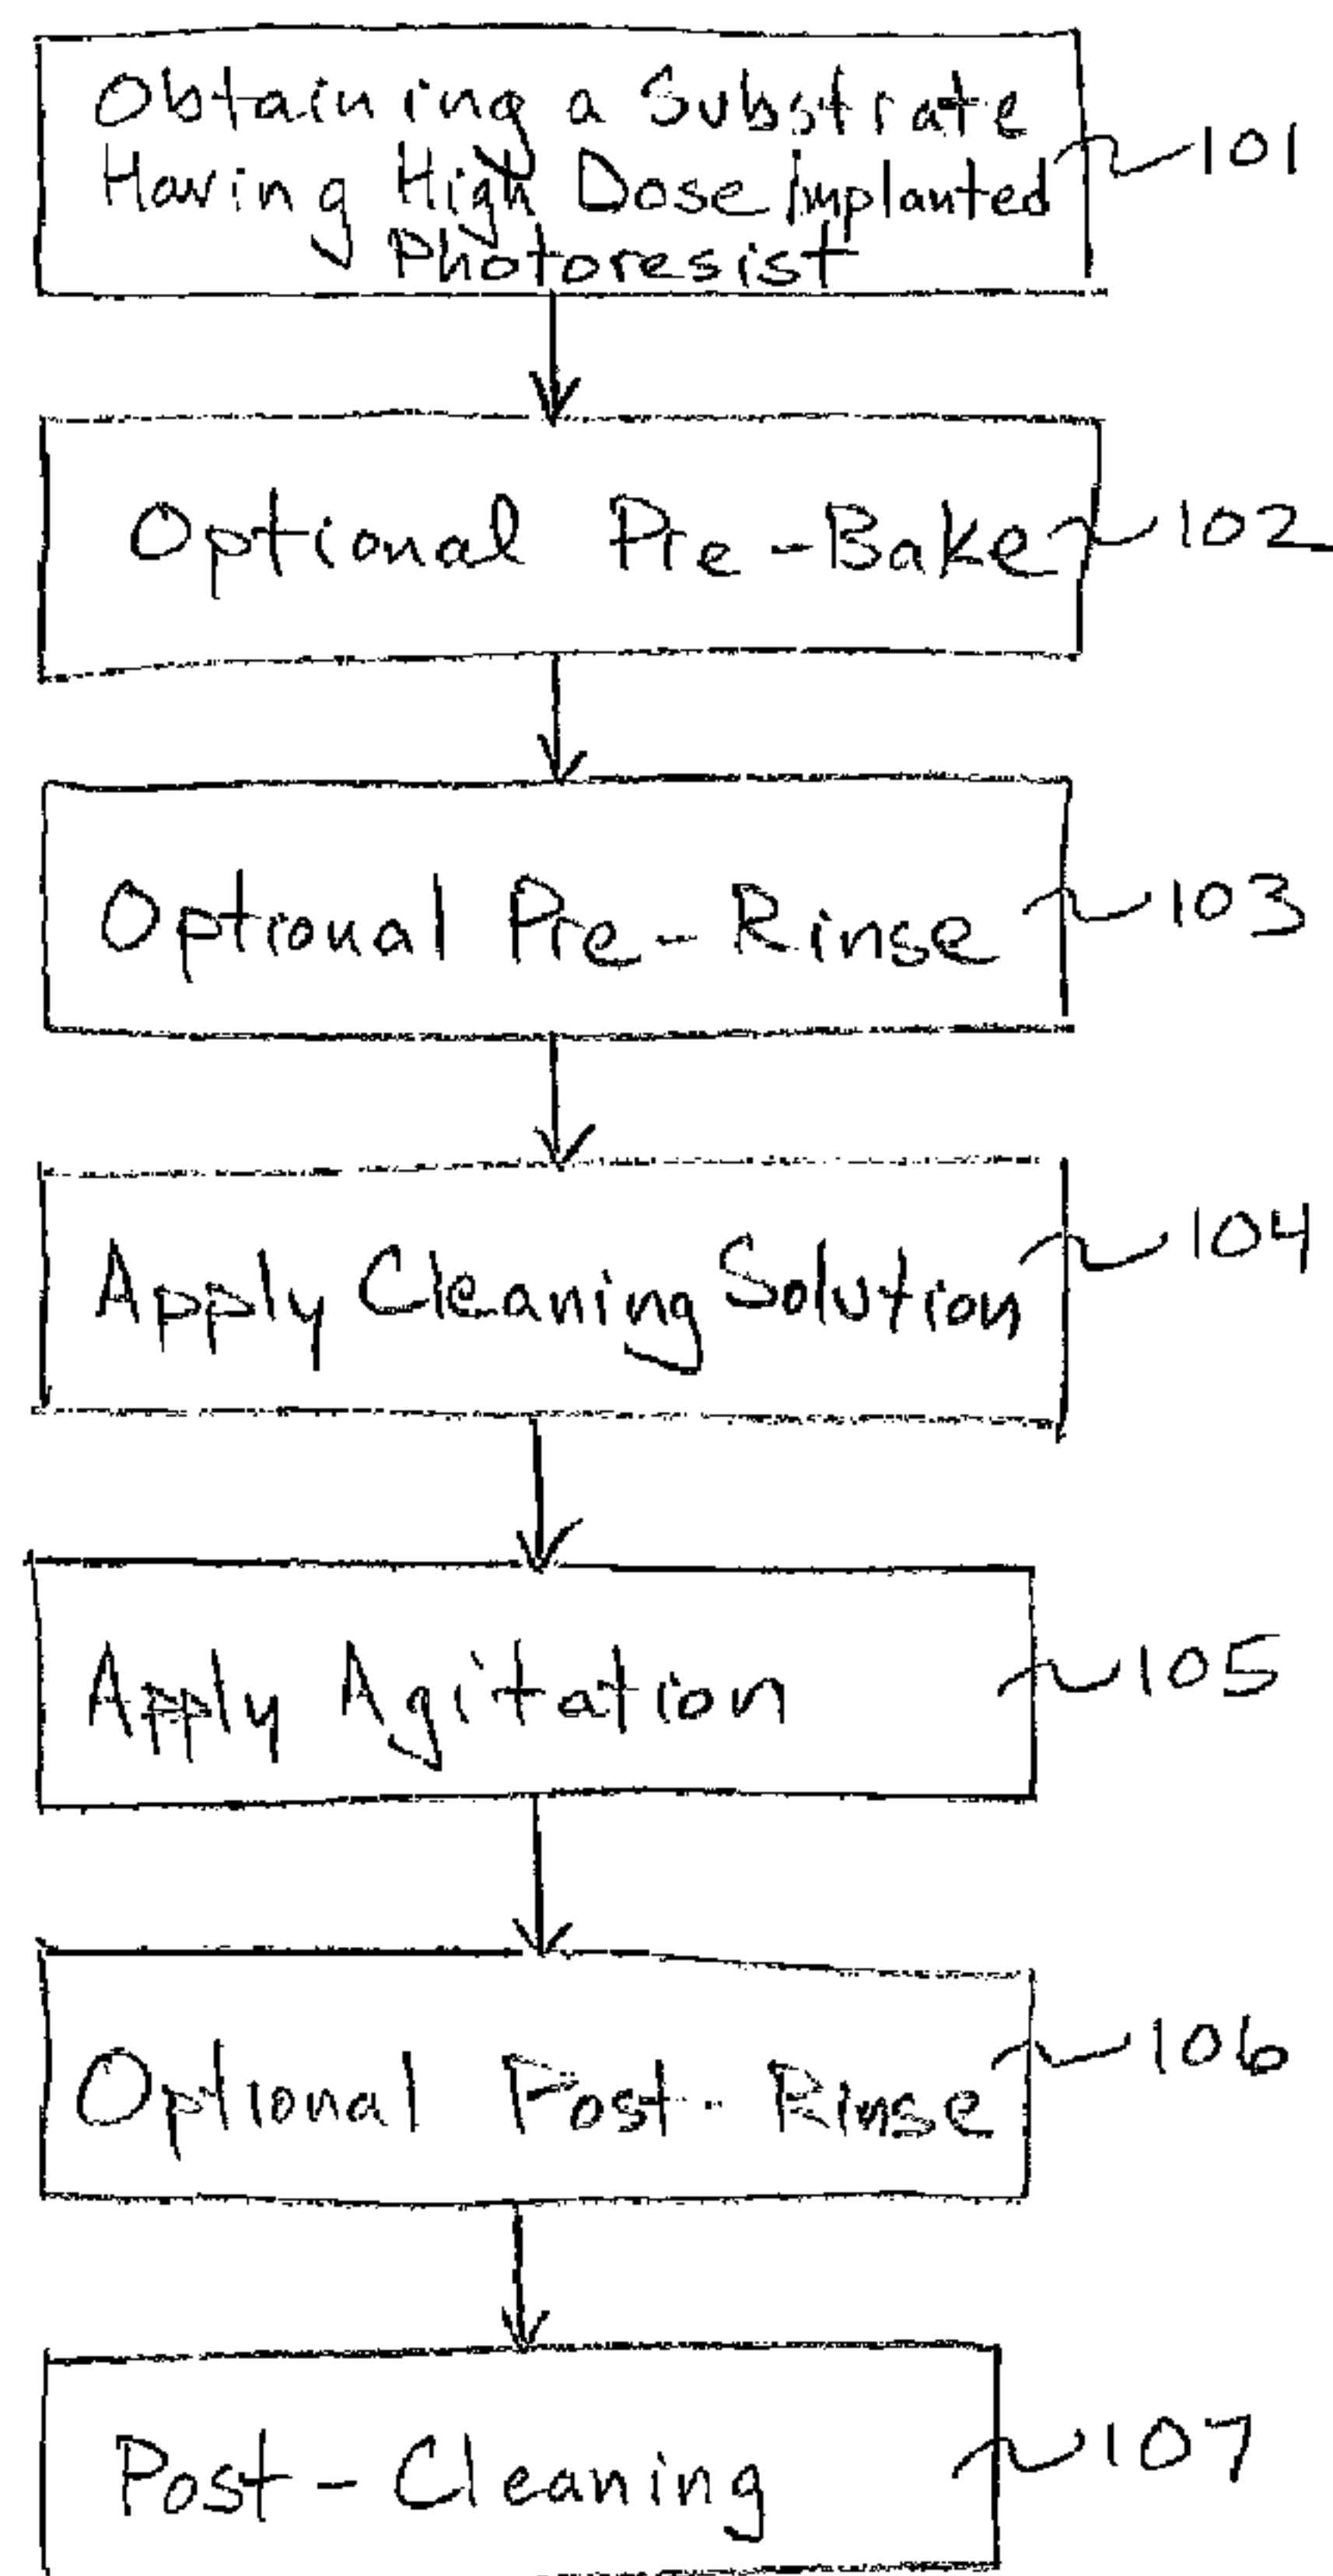 Obtaining a Substrate
Having High Dose Implanted
Photoresist
101
Optional Pre-Bake
102
Optional Pre-Rinse
103
Apply Cleaning Solution
104
Apply Agitation
105
Optional Post-Rinse
106
Post-Cleaning
107